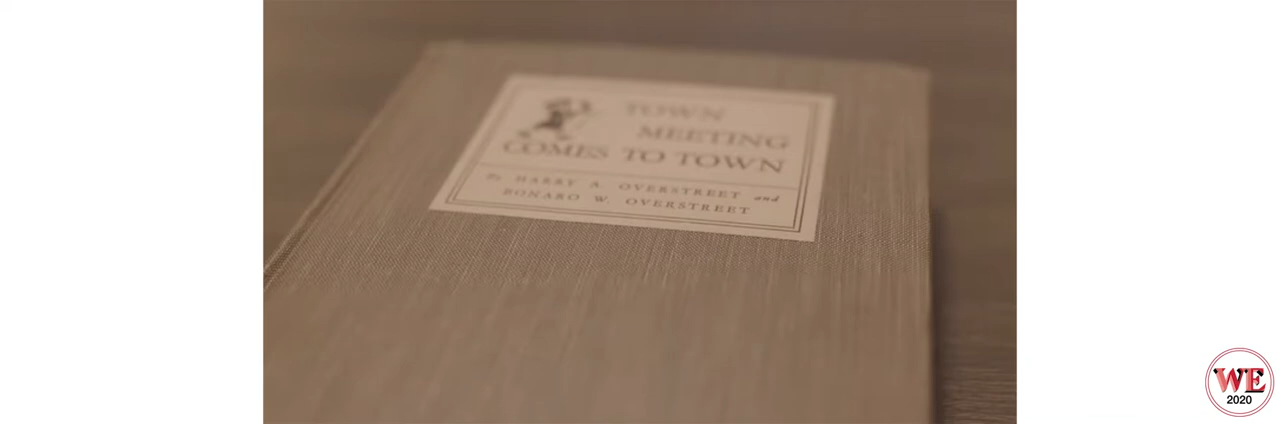 TOWN
MEETING
COMES TO TOWN
By HARRY A. OVERSTREET and
BONARO W. OVERSTREET
WE
2020